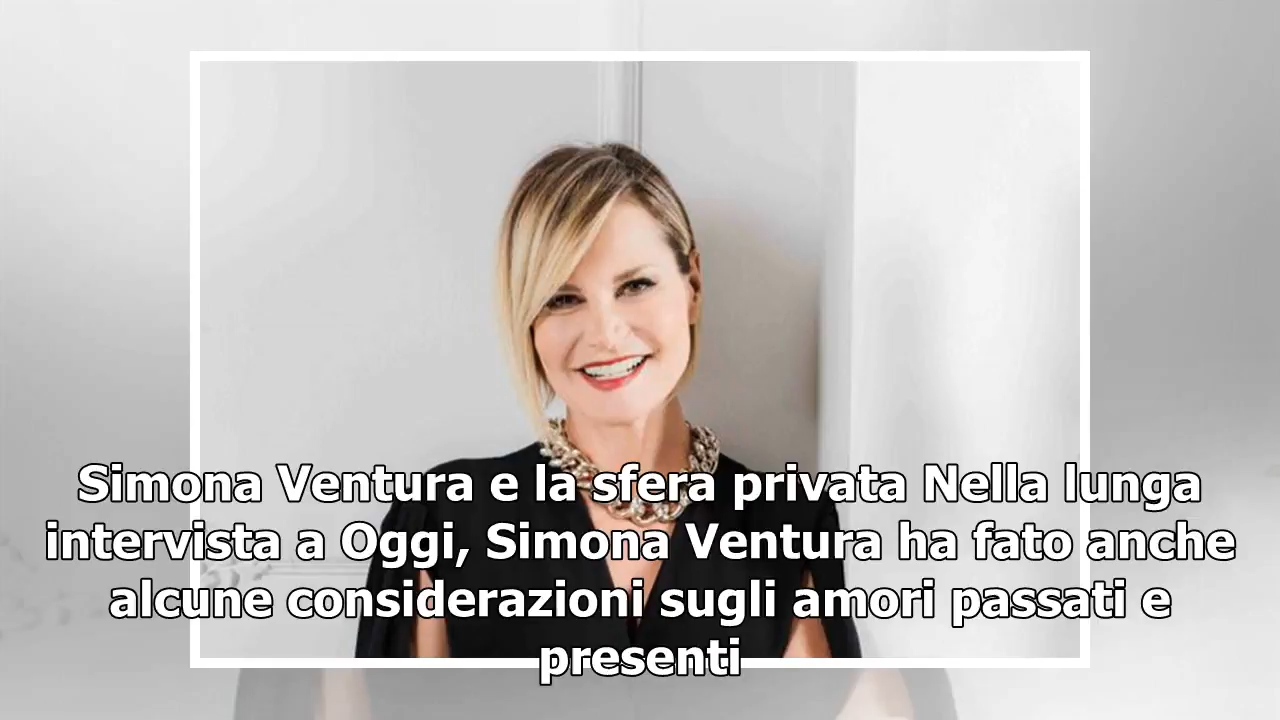 Simona Ventura e la sfera privata Nella lunga
intervista a Oggi, Simona Ventura ha fato anche
alcune considerazioni sugli amori passati e
presenti